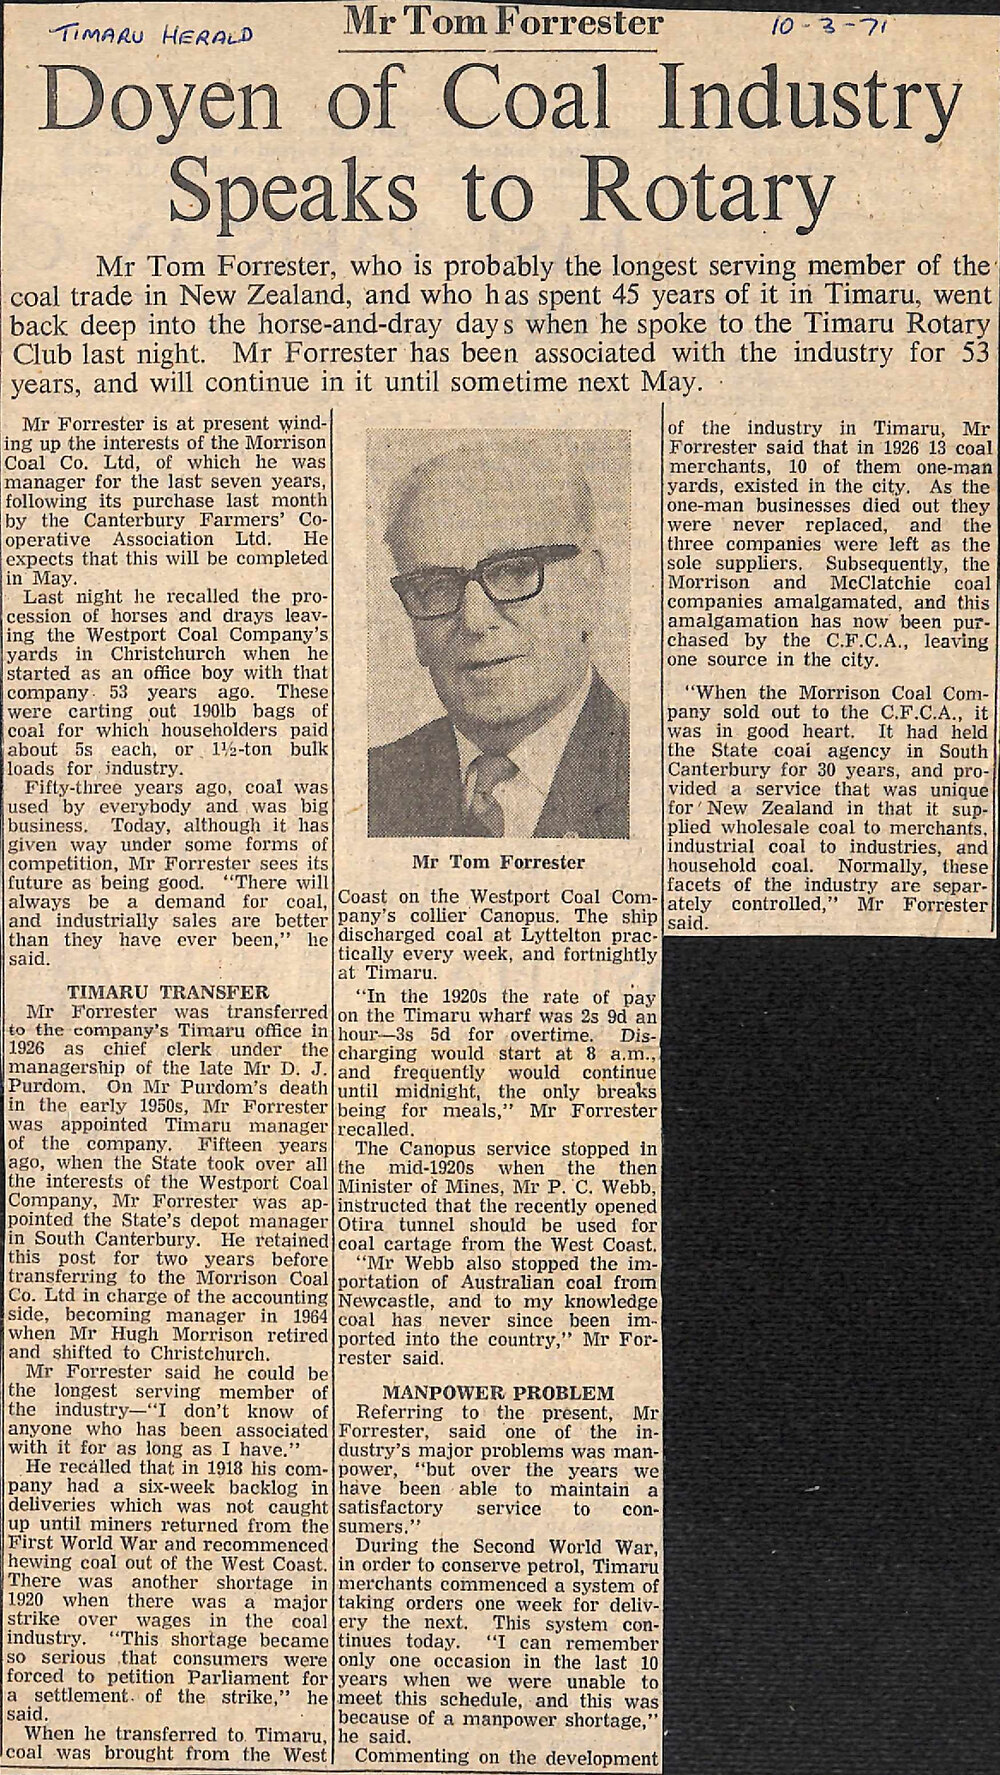 TIMARU HERALD
Mr Tom Forrester
10-3-71
Doyen of Coal Industry
Speaks to Rotary
Mr Tom Forrester, who is probably the longest serving member of the
coal trade in New Zealand, and who has spent 45 years of it in Timaru, went
back deep into the horse-and-dray days when he spoke to the Timaru Rotary
Club last night. Mr Forrester has been associated with the industry for 53
years, and will continue in it until sometime next May.
Mr Forrester is at present wind-
ing up the interests of the Morrison
Coal Co. Ltd, of which he was
manager for the last seven years,
following its purchase last month
by the Canterbury Farmers' Co-
operative Association Ltd. He
expects that this will be completed
in May.
Last night he recalled the pro-
cession of horses and drays leav-
ing the Westport Coal Company's
yards in Christchurch when he
started as an office boy with that
company 53 years ago. These
were carting out 190lb bags of
coal for which householders paid
about 5s each, or 1½-ton bulk
loads for industry.
Fifty-three years ago, coal was
used by everybody and was big
business. Today, although it has
given way under some forms of
competition, Mr Forrester sees its
future as being good. "There will
always be a demand for coal,
and industrially sales are better
than they have ever been," he
said.
TIMARU TRANSFER
Mr Forrester was transferred
to the company's Timaru office in
1926 as chief clerk under the
managership of the late Mr D. J.
Purdom. On Mr Purdom's death
in the early 1950s, Mr Forrester
was appointed Timaru manager
of the company. Fifteen years
ago, when the State took over all
the interests of the Westport Coal
Company, Mr Forrester was ap-
pointed the State's depot manager
in South Canterbury. He retained
this post for two years before
transferring to the Morrison Coal
Co. Ltd in charge of the accounting
side, becoming manager in 1964
when Mr Hugh Morrison retired
and shifted to Christchurch.
Mr Forrester said he could be
the longest serving member of
the industry—"I don't know of
anyone who has been associated
with it for as long as I have."
He recalled that in 1918 his com-
pany had a six-week backlog in
deliveries which was not caught
up until miners returned from the
First World War and recommenced
hewing coal out of the West Coast.
There was another shortage in
1920 when there was a major
strike over wages in the coal
industry. "This shortage became
so serious that consumers were
forced to petition Parliament for
a settlement of the strike," he
said.
When he transferred to Timaru,
coal was brought from the West
Mr Tom Forrester
Coast on the Westport Coal Com-
pany's collier Canopus. The ship
discharged coal at Lyttelton prac-
tically every week, and fortnightly
at Timaru.
"In the 1920s the rate of pay
on the Timaru wharf was 2s 9d an
hour—3s 5d for overtime. Dis-
charging would start at 8 a.m.,
and frequently would continue
until midnight, the only breaks
being for meals," Mr Forrester
recalled.
The Canopus service stopped in
the mid-1920s when the then
Minister of Mines, Mr P. C. Webb,
instructed that the recently opened
Otira tunnel should be used for
coal cartage from the West Coast.
"Mr Webb also stopped the im-
portation of Australian coal from
Newcastle, and to my knowledge
coal has never since been im-
ported into the country," Mr For-
rester said.
MANPOWER PROBLEM
Referring to the present, Mr
Forrester, said one of the in-
dustry's major problems was man-
power, "but over the years we
have been able to maintain a
satisfactory service to con-
sumers."
During the Second World War,
in order to conserve petrol, Timaru
merchants commenced a system of
taking orders one week for deliv-
ery the next. This system con-
tinues today. "I can remember
only one occasion in the last 10
years when we were unable to
meet this schedule, and this was
because of a manpower shortage,"
he said.
Commenting on the development
of the industry in Timaru, Mr
Forrester said that in 1926 13 coal
merchants, 10 of them one-man
yards, existed in the city. As the
one-man businesses died out they
were never replaced, and the
three companies were left as the
sole suppliers. Subsequently, the
Morrison and McClatchie coal
companies amalgamated, and this
amalgamation has now been pur-
chased by the C.F.C.A., leaving
one source in the city.
"When the Morrison Coal Com-
pany sold out to the C.F.C.A., it
was in good heart. It had held
the State coal agency in South
Canterbury for 30 years, and pro-
vided a service that was unique
for New Zealand in that it sup-
plied wholesale coal to merchants,
industrial coal to industries, and
household coal. Normally, these
facets of the industry are separ-
ately controlled," Mr Forrester
said.